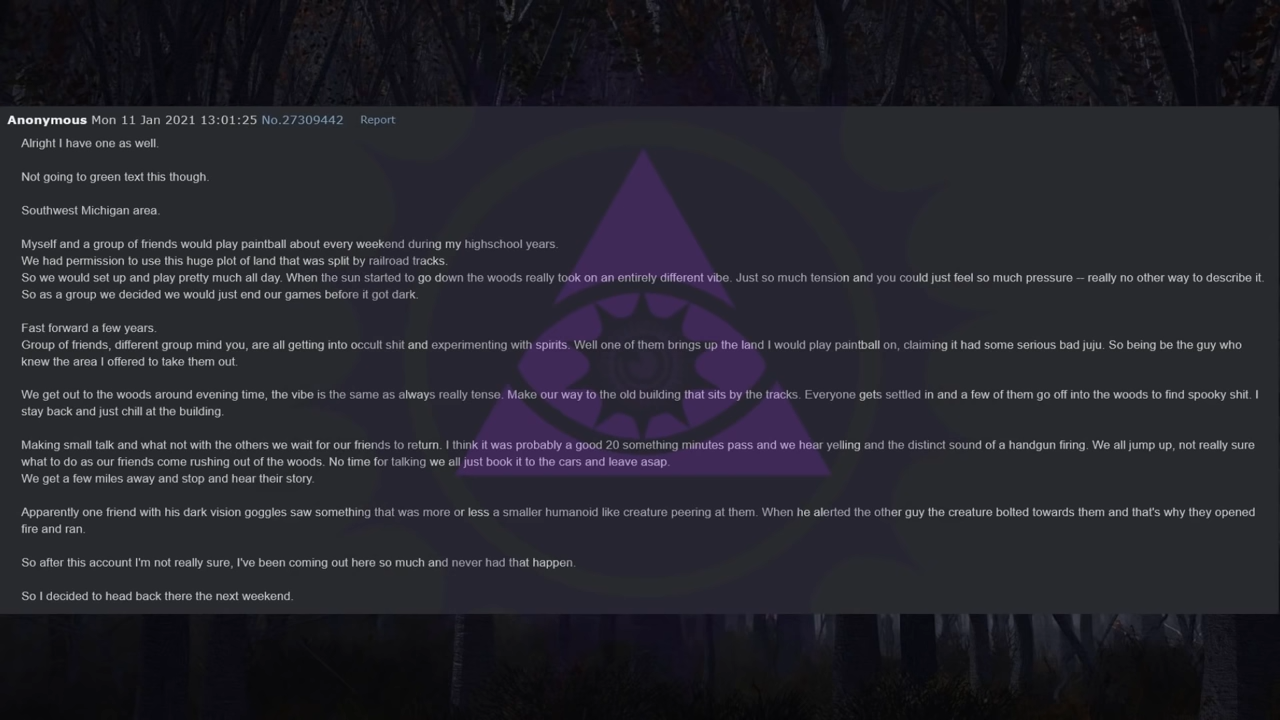 Anonymous Mon 11 Jan 2021 13:01:25 No.27309442 Report
Alright I have one as well.
Not going to green text this though.
Southwest Michigan area.
Myself and a group of friends would play paintball about every weekend during my highschool years.
We had permission to use this huge plot of land that was split by railroad tracks.
So we would set up and play pretty much all day. When the sun started to go down the woods really took on an entirely different vibe. Just so much tension and you could just feel so much pressure -- really no other way to describe it.
So as a group we decided we would just end our games before it got dark.
Fast forward a few years.
Group of friends, different group mind you, are all getting into occult shit and experimenting with spirits. Well one of them brings up the land I would play paintball on, claiming it had some serious bad juju. So being be the guy who
knew the area I offered to take them out.
We get out to the woods around evening time, the vibe is the same as always really tense. Make our way to the old building that sits by the tracks. Everyone gets settled in and a few of them go off into the woods to find spooky shit. I
stay back and just chill at the building.
Making small talk and what not with the others we wait for our friends to return. I think it was probably a good 20 something minutes pass and we hear yelling and the distinct sound of a handgun firing. We all jump up, not really sure
what to do as our friends come rushing out of the woods. No time for talking we all just book it to the cars and leave asap.
We get a few miles away and stop and hear their story.
Apparently one friend with his dark vision goggles saw something that was more or less a smaller humanoid like creature peering at them. When he alerted the other guy the creature bolted towards them and that's why they opened
fire and ran.
So after this account I'm not really sure, I've been coming out here so much and never had that happen.
So I decided to head back there the next weekend.